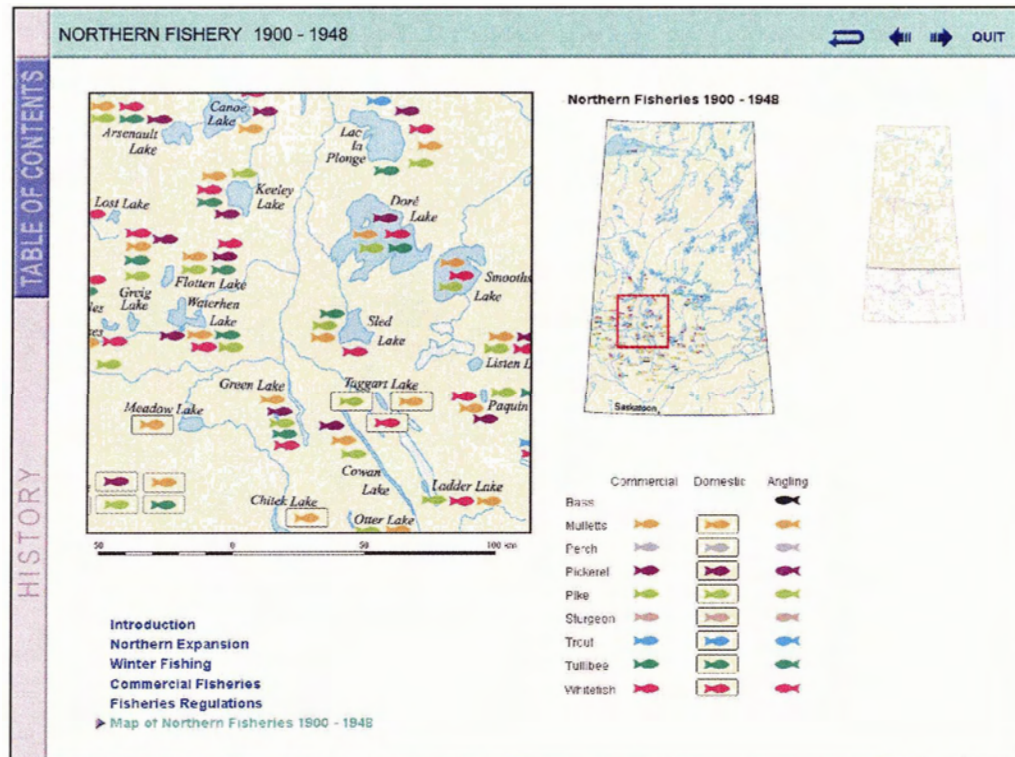 NORTHERN FISHERY 1900 - 1948
QUIT
TABLE OF CONTENTS
HISTORY
Canoe
Lake
Arsenault
Lake
Lac
la
Plonge
Keeley
Lake
Lost Lake
Doré
Lake
Flotten Lake
Greig
Lake
Waterhen
Lake
Smooths
Lake
Sled
Lake
Listen L
Green Lake
Taggart Lake
Meadow Lake
Paquin
Cowan
Lake
Ladder Lake
Chitek Lake
Otter Lake
50 0 50 100 km
Introduction
Northern Expansion
Winter Fishing
Commercial Fisheries
Fisheries Regulations
Map of Northern Fisheries 1900 - 1948
Northern Fisheries 1900 - 1948
Saskatoon
Commercial Domestic Angling
Bass
Mulletts
Perch
Pickerel
Pike
Sturgeon
Trout
Tullibee
Whitefish